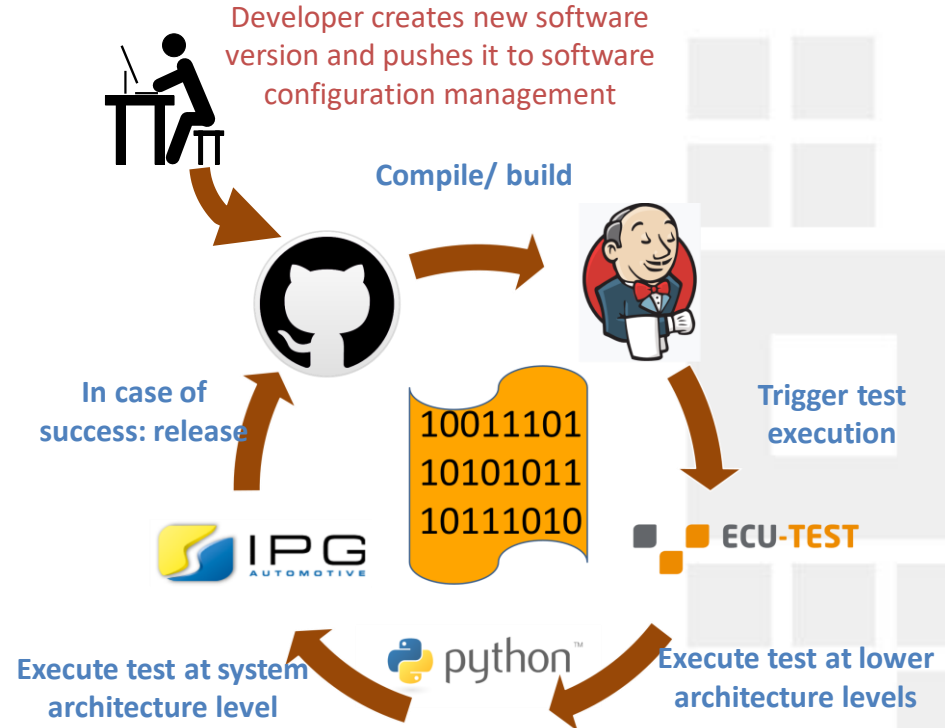 Developer creates new software
version and pushes it to software
configuration management
Compile/ build
In case of
success: release
10011101
10101011
10111010
Trigger test
execution
IPG
AUTOMOTIVE
ECU-TEST
python™
Execute test at system
architecture level
Execute test at lower
architecture levels